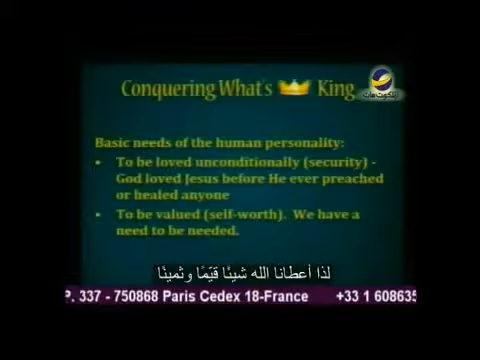 Conquering What's King
Basic needs of the human personality:
• To be loved unconditionally (security) -
God loved Jesus before He ever preached
or healed anyone
• To be valued (self-worth). We have a
need to be needed.
لذا أعطانا الله شيئًا قيّمًا وثمينًا
P. 337 - 750868 Paris Cedex 18-France +33 1 608635